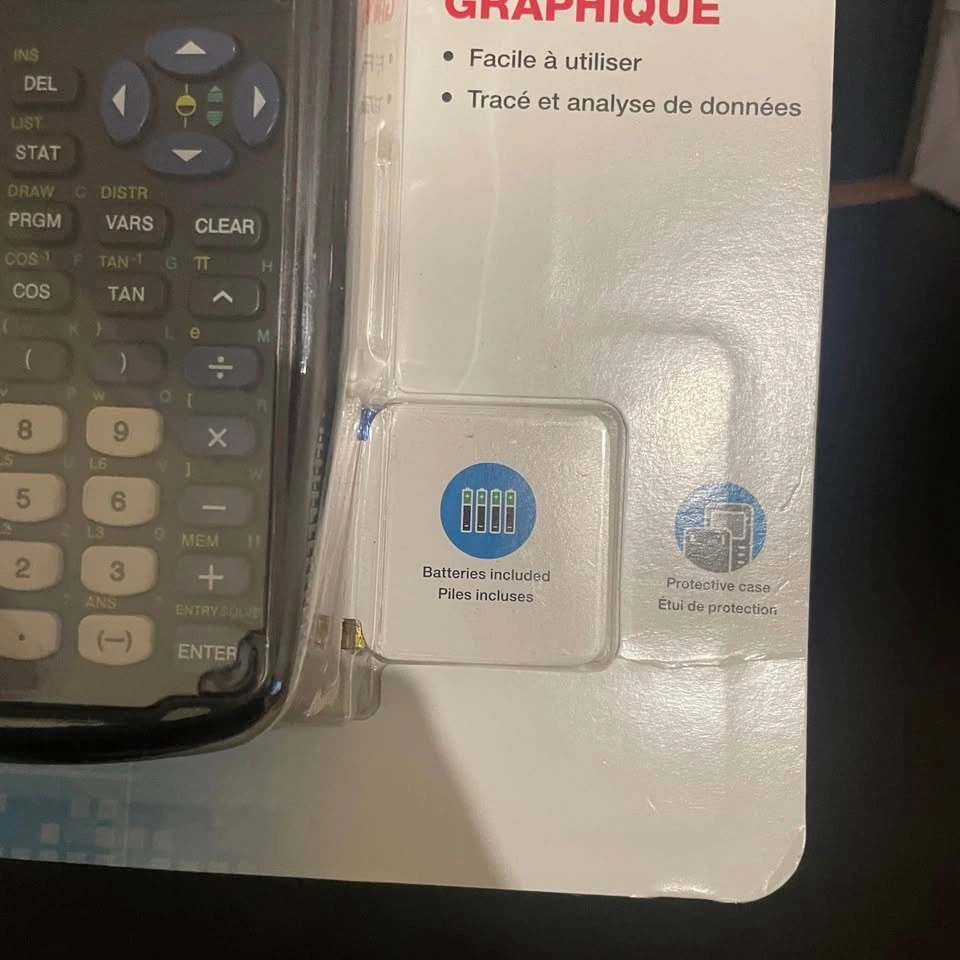 GRAPHIQUE
• Facile à utiliser
• Tracé et analyse de données
INS
DEL
LIST
STAT
DRAW C DISTR
PRGM VARS CLEAR
COS-1 F TAN-1 G π H
COS TAN ^
{ K } L e M
( ) ÷
P W Q [ R
8 9 ×
L5 U L6 V ] W
5 6 −
L3 MEM
2 3 +
ANS ENTRY SOLVE
. (−) ENTER
Batteries included
Piles incluses
Protective case
Étui de protection